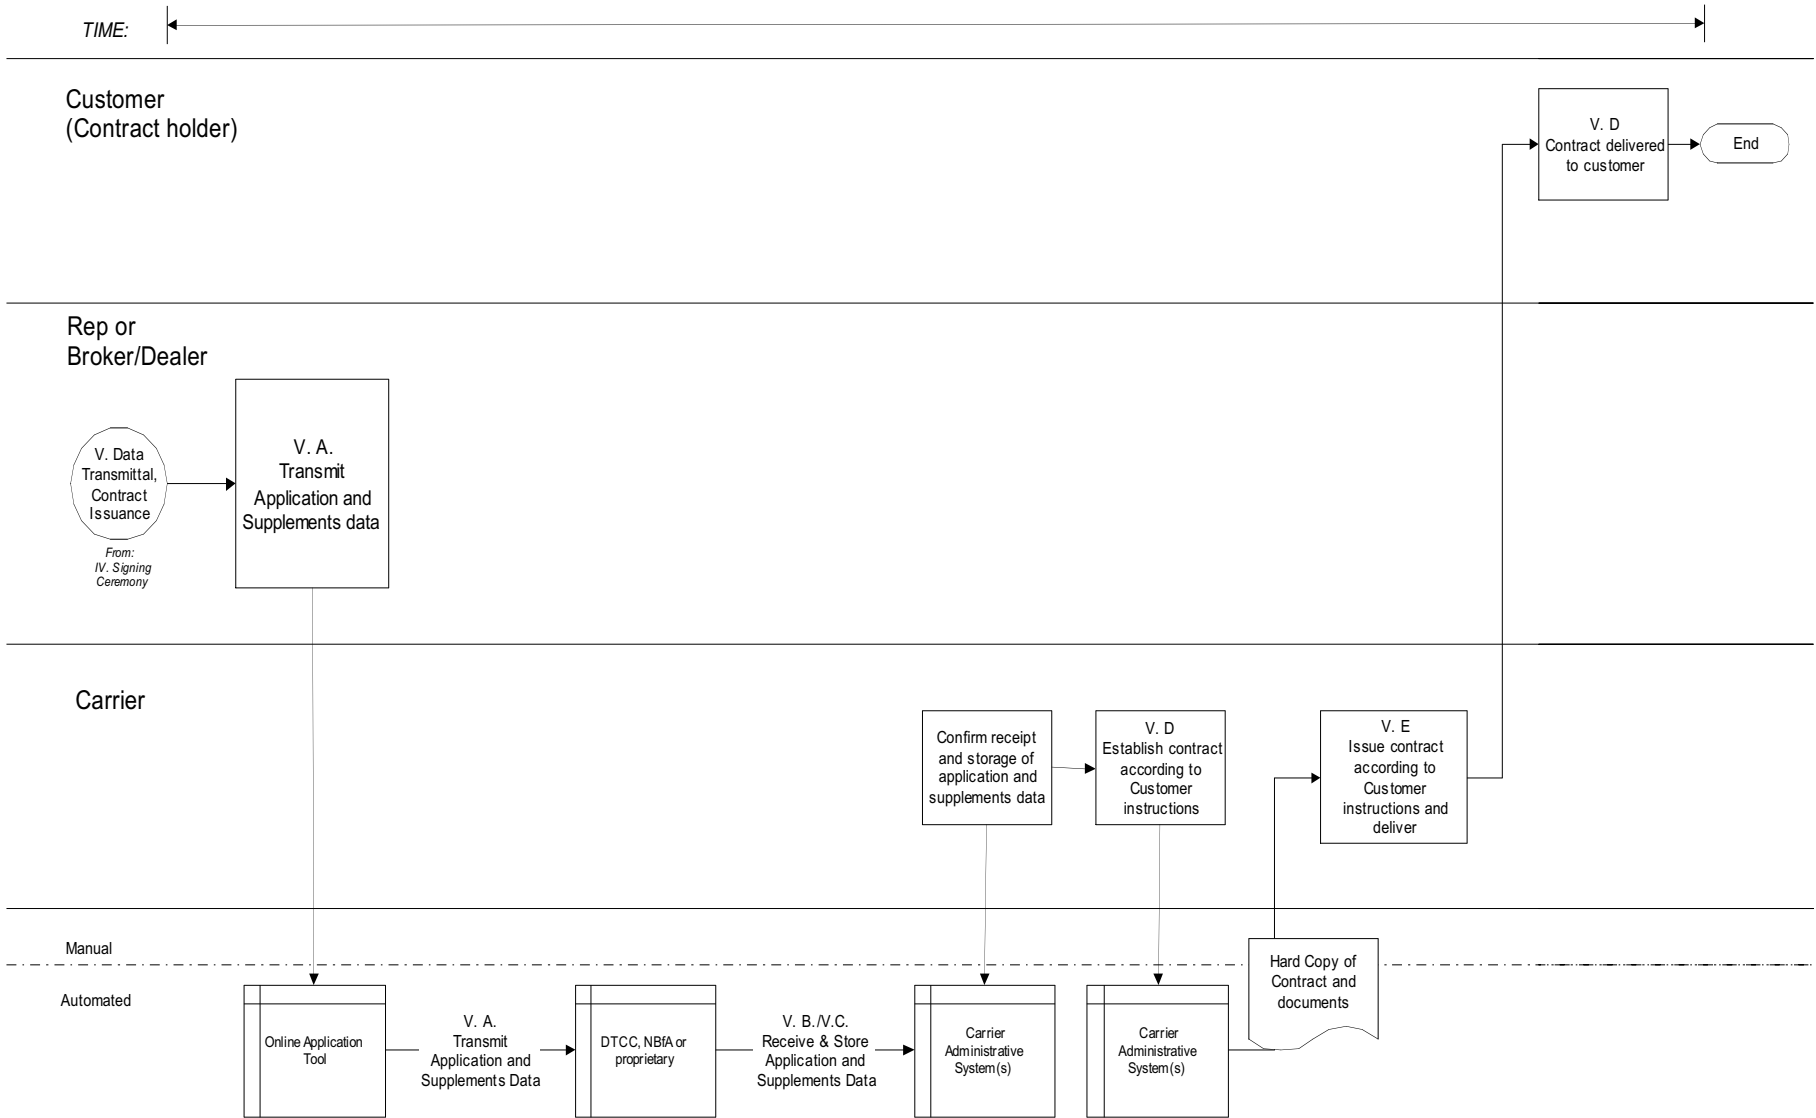 TIME:
Customer
(Contract holder)
V. D
Contract delivered
to customer
End
Rep or
Broker/Dealer
V. Data
Transmittal,
Contract
Issuance
From:
IV. Signing
Ceremony
V. A.
Transmit
Application and
Supplements data
Carrier
Confirm receipt
and storage of
application and
supplements data
V. D
Establish contract
according to
Customer
instructions
V. E
Issue contract
according to
Customer
instructions and
deliver
Manual
Automated
Online Application
Tool
V. A.
Transmit
Application and
Supplements Data
DTCC, NBfA or
proprietary
V. B./V.C.
Receive & Store
Application and
Supplements Data
Carrier
Administrative
System(s)
Carrier
Administrative
System(s)
Hard Copy of
Contract and
documents